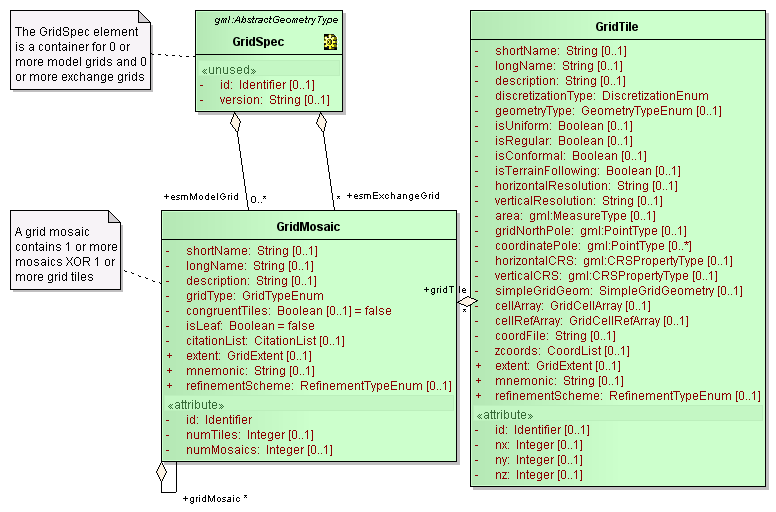 The GridSpec element
is a container for 0 or
more model grids and 0
or more exchange grids
gml:AbstractGeometryType
GridSpec
«unused»
- id: Identifier [0..1]
- version: String [0..1]
+esmModelGrid
0..*
+esmExchangeGrid
*
A grid mosaic
contains 1 or more
mosaics XOR 1 or
more grid tiles
GridMosaic
- shortName: String [0..1]
- longName: String [0..1]
- description: String [0..1]
- gridType: GridTypeEnum
- congruentTiles: Boolean [0..1] = false
- isLeaf: Boolean = false
- citationList: CitationList [0..1]
+ extent: GridExtent [0..1]
+ mnemonic: String [0..1]
+ refinementScheme: RefinementTypeEnum [0..1]
«attribute»
- id: Identifier
- numTiles: Integer [0..1]
- numMosaics: Integer [0..1]
+gridMosaic *
+gridTile
*
GridTile
- shortName: String [0..1]
- longName: String [0..1]
- description: String [0..1]
- discretizationType: DiscretizationEnum
- geometryType: GeometryTypeEnum [0..1]
- isUniform: Boolean [0..1]
- isRegular: Boolean [0..1]
- isConformal: Boolean [0..1]
- isTerrainFollowing: Boolean [0..1]
- horizontalResolution: String [0..1]
- verticalResolution: String [0..1]
- area: gml:MeasureType [0..1]
- gridNorthPole: gml:PointType [0..1]
- coordinatePole: gml:PointType [0..*]
- horizontalCRS: gml:CRSPropertyType [0..1]
- verticalCRS: gml:CRSPropertyType [0..1]
- simpleGridGeom: SimpleGridGeometry [0..1]
- cellArray: GridCellArray [0..1]
- cellRefArray: GridCellRefArray [0..1]
- coordFile: String [0..1]
- zcoords: CoordList [0..1]
+ extent: GridExtent [0..1]
+ mnemonic: String [0..1]
+ refinementScheme: RefinementTypeEnum [0..1]
«attribute»
- id: Identifier [0..1]
- nx: Integer [0..1]
- ny: Integer [0..1]
- nz: Integer [0..1]